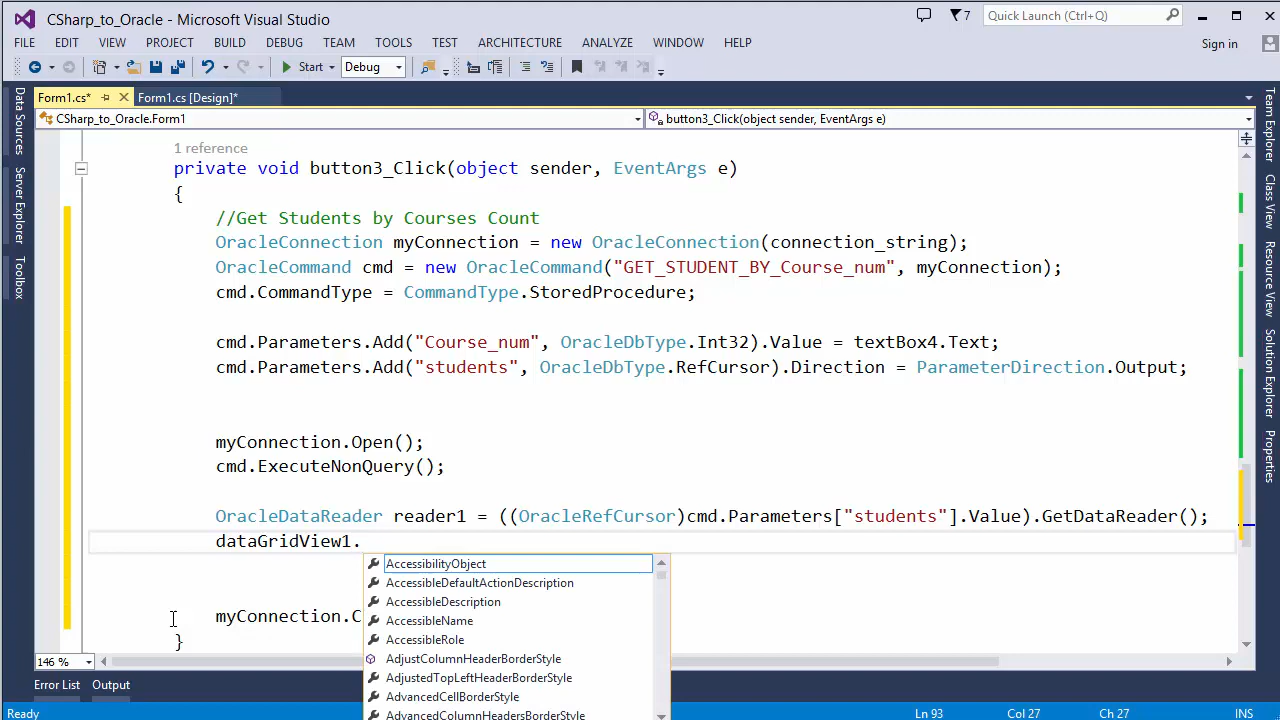 CSharp_to_Oracle - Microsoft Visual Studio
7
Quick Launch (Ctrl+Q)
FILE EDIT VIEW PROJECT BUILD DEBUG TEAM TOOLS TEST ARCHITECTURE ANALYZE WINDOW HELP
Sign in
Start Debug
Form1.cs* Form1.cs [Design]*
CSharp_to_Oracle.Form1 button3_Click(object sender, EventArgs e)
Data Sources
Server Explorer
Toolbox
Team Explorer
Class View
Resource View
Solution Explorer
Properties
1 reference
private void button3_Click(object sender, EventArgs e)
{
//Get Students by Courses Count
OracleConnection myConnection = new OracleConnection(connection_string);
OracleCommand cmd = new OracleCommand("GET_STUDENT_BY_Course_num", myConnection);
cmd.CommandType = CommandType.StoredProcedure;
cmd.Parameters.Add("Course_num", OracleDbType.Int32).Value = textBox4.Text;
cmd.Parameters.Add("students", OracleDbType.RefCursor).Direction = ParameterDirection.Output;
myConnection.Open();
cmd.ExecuteNonQuery();
OracleDataReader reader1 = ((OracleRefCursor)cmd.Parameters["students"].Value).GetDataReader();
dataGridView1.
AccessibilityObject
AccessibleDefaultActionDescription
AccessibleDescription
AccessibleName
AccessibleRole
AdjustColumnHeaderBorderStyle
AdjustedTopLeftHeaderBorderStyle
AdvancedCellBorderStyle
AdvancedColumnHeadersBorderStyle
myConnection.C
}
146 %
Error List Output
Ready Ln 93 Col 27 Ch 27 INS